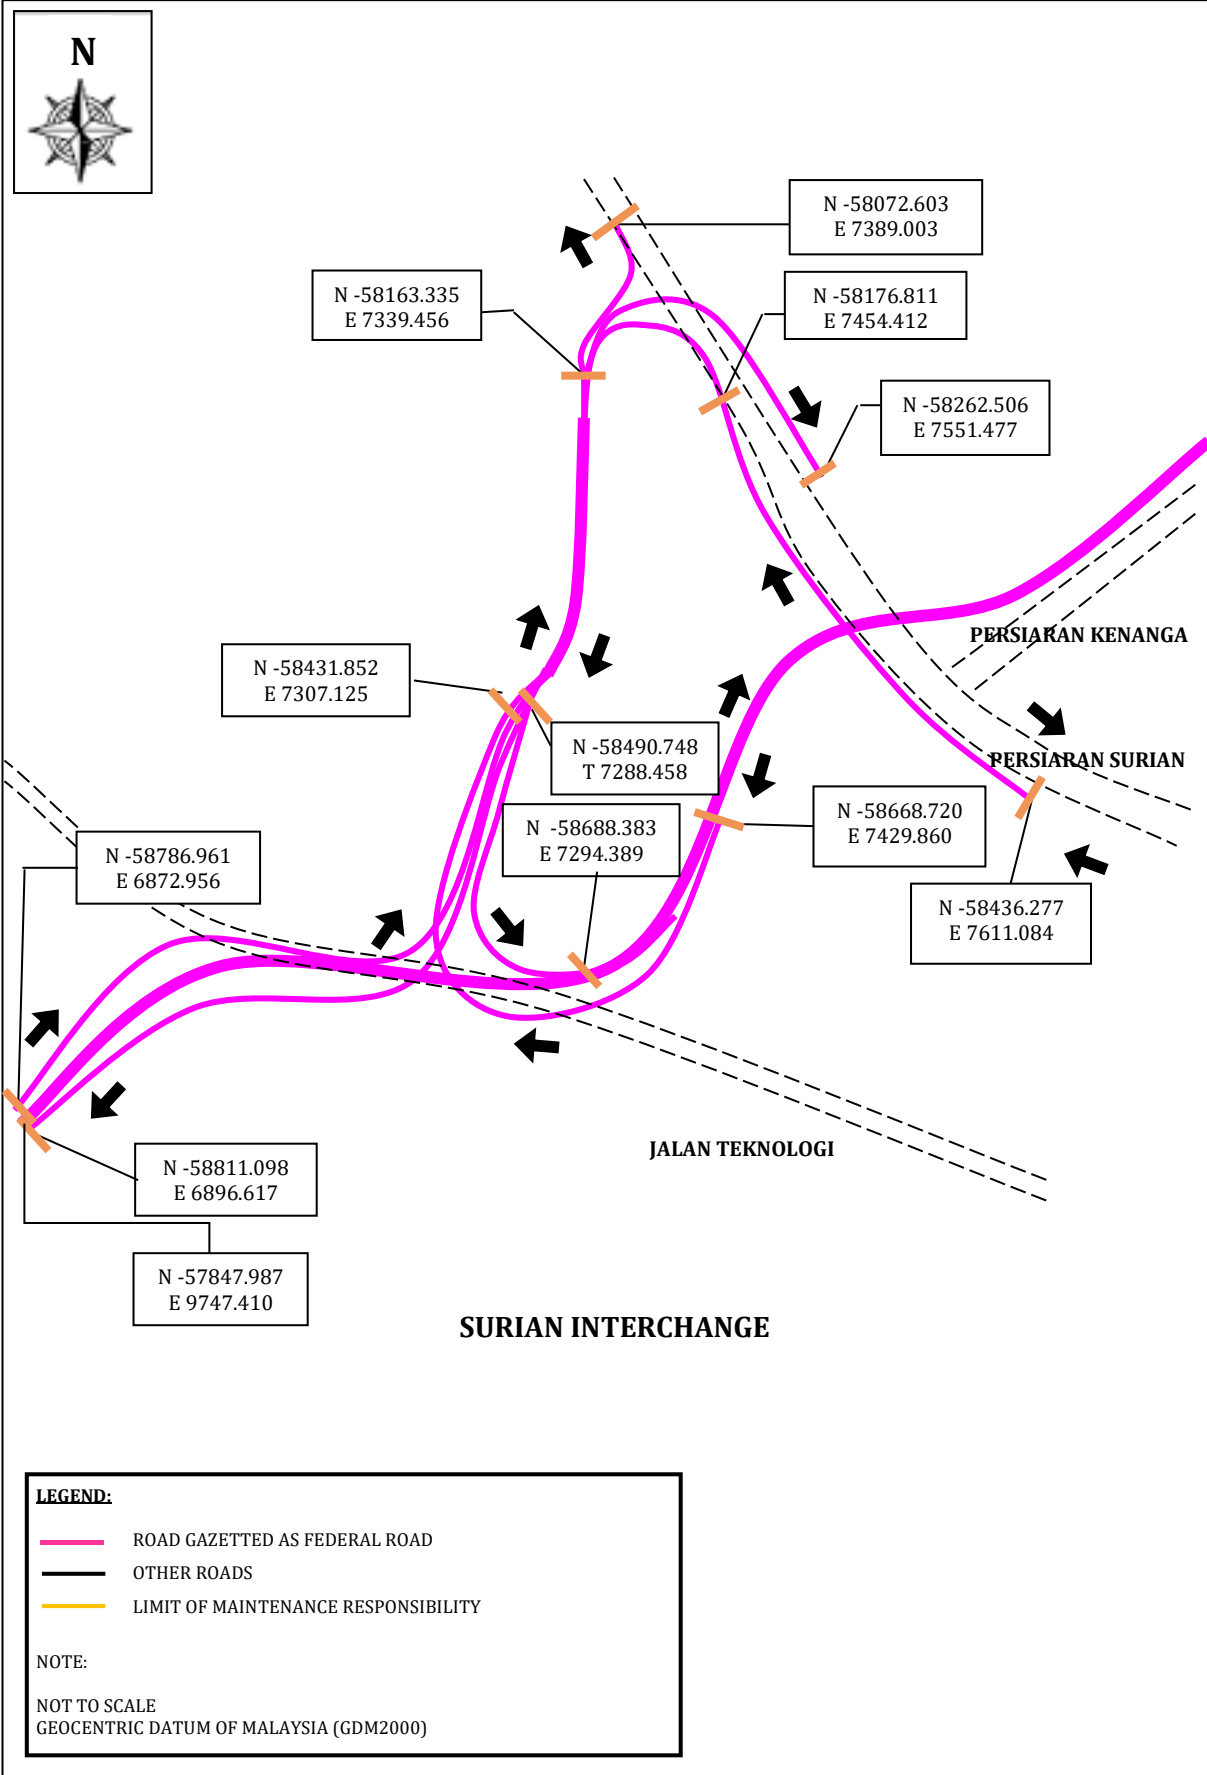 N
N -58072.603
E 7389.003
N -58163.335
E 7339.456
N -58176.811
E 7454.412
N -58262.506
E 7551.477
PERSIARAN KENANGA
N -58431.852
E 7307.125
N -58490.748
T 7288.458
PERSIARAN SURIAN
N -58688.383
E 7294.389
N -58668.720
E 7429.860
N -58786.961
E 6872.956
N -58436.277
E 7611.084
JALAN TEKNOLOGI
N -58811.098
E 6896.617
N -57847.987
E 9747.410
SURIAN INTERCHANGE
LEGEND:
ROAD GAZETTED AS FEDERAL ROAD
OTHER ROADS
LIMIT OF MAINTENANCE RESPONSIBILITY
NOTE:
NOT TO SCALE
GEOCENTRIC DATUM OF MALAYSIA (GDM2000)